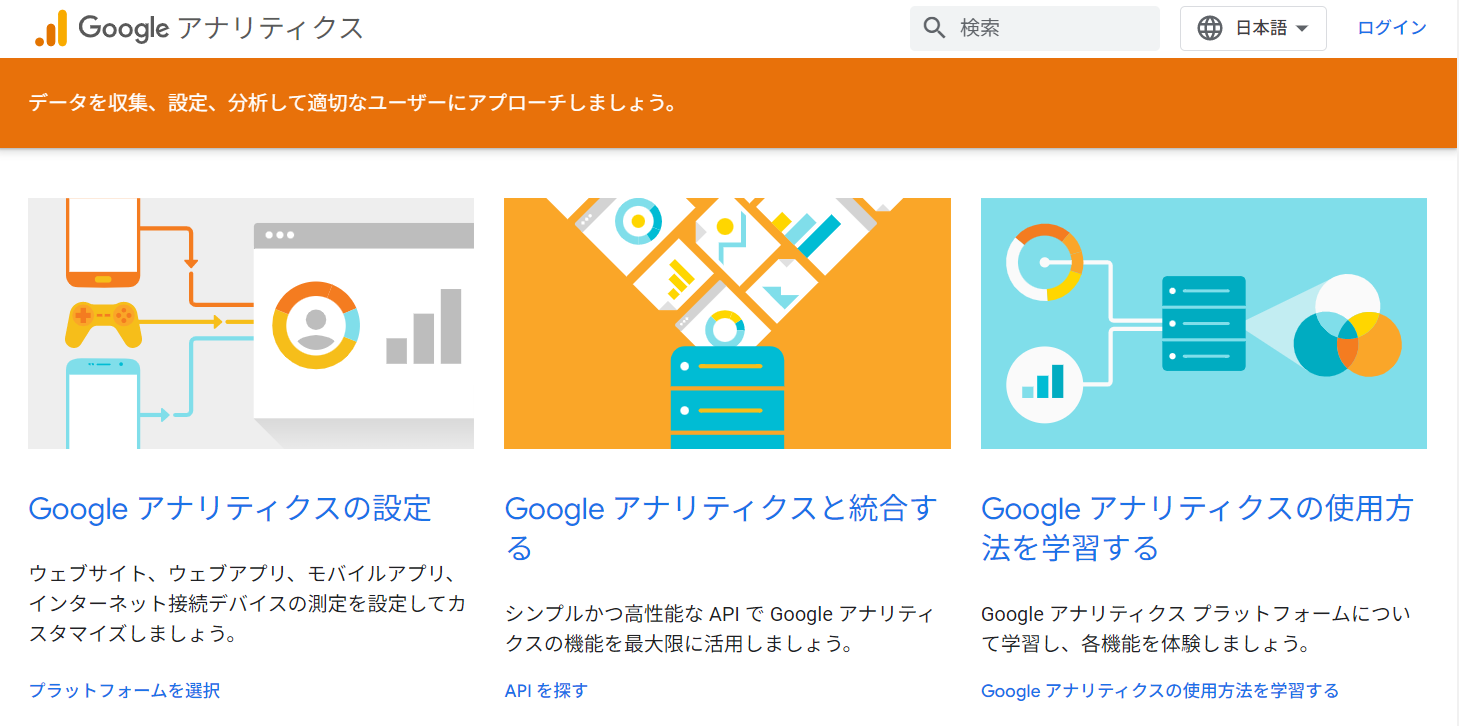 Google アナリティクス
検索
日本語
ログイン
データを収集、設定、分析して適切なユーザーにアプローチしましょう。
Google アナリティクスの設定
ウェブサイト、ウェブアプリ、モバイルアプリ、
インターネット接続デバイスの測定を設定してカ
スタマイズしましょう。
プラットフォームを選択
Google アナリティクスと統合す
る
シンプルかつ高性能な API で Google アナリティ
クスの機能を最大限に活用しましょう。
API を探す
Google アナリティクスの使用方
法を学習する
Google アナリティクス プラットフォームについ
て学習し、各機能を体験しましょう。
Google アナリティクスの使用方法を学習する